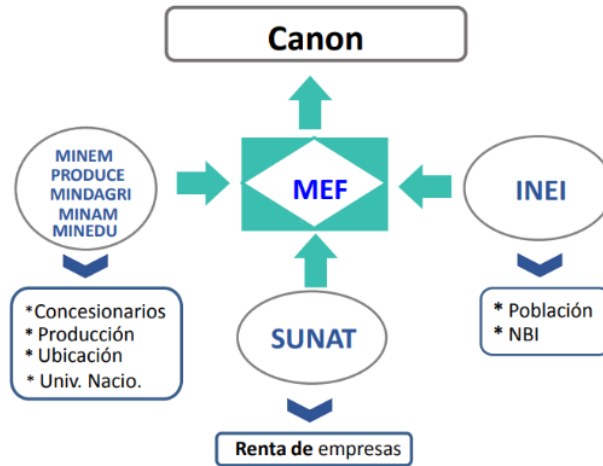 Canon
MINEM
PRODUCE
MINDAGRI
MINAM
MINEDU
MEF
INEI
*Concesionarios
* Producción
* Ubicación
* Univ. Nacio.
SUNAT
* Población
* NBI
Renta de empresas